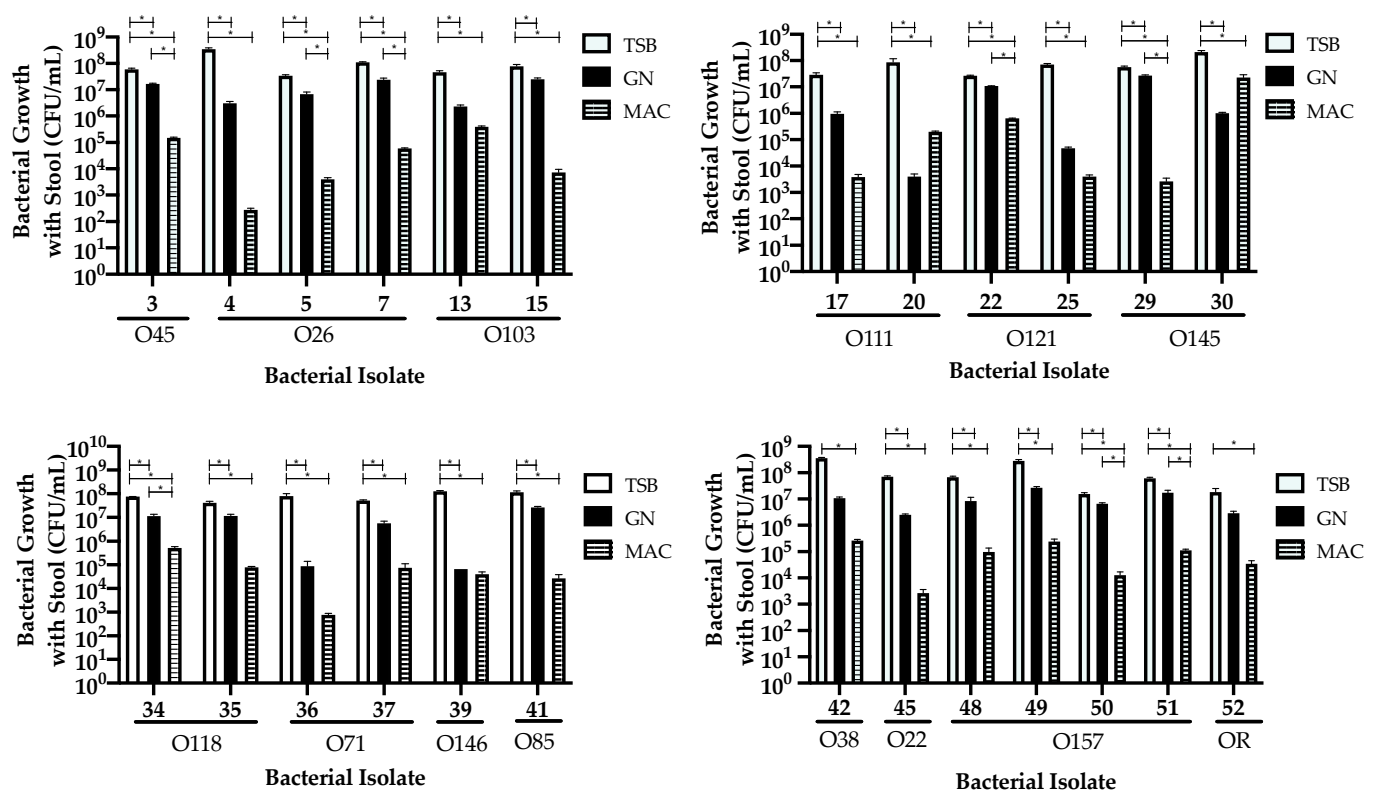 Bacterial Growth
with Stool (CFU/mL)
10⁹
10⁸
10⁷
10⁶
10⁵
10⁴
10³
10²
10¹
10⁰
* * * * * *
* * * * * *
* * *
TSB
GN
MAC
3 4 5 7 13 15
O45 O26 O103
Bacterial Isolate
Bacterial Growth
with Stool (CFU/mL)
10⁹
10⁸
10⁷
10⁶
10⁵
10⁴
10³
10²
10¹
10⁰
* * * * * *
* * * * * *
* *
TSB
GN
MAC
17 20 22 25 29 30
O111 O121 O145
Bacterial Isolate
Bacterial Growth
with Stool (CFU/mL)
10¹⁰
10⁹
10⁸
10⁷
10⁶
10⁵
10⁴
10³
10²
10¹
10⁰
* * * * * *
* * * * * *
*
TSB
GN
MAC
34 35 36 37 39 41
O118 O71 O146 O85
Bacterial Isolate
Bacterial Growth
with Stool (CFU/mL)
10⁹
10⁸
10⁷
10⁶
10⁵
10⁴
10³
10²
10¹
10⁰
* * * * *
* * * * * * *
* *
TSB
GN
MAC
42 45 48 49 50 51 52
O38 O22 O157 OR
Bacterial Isolate